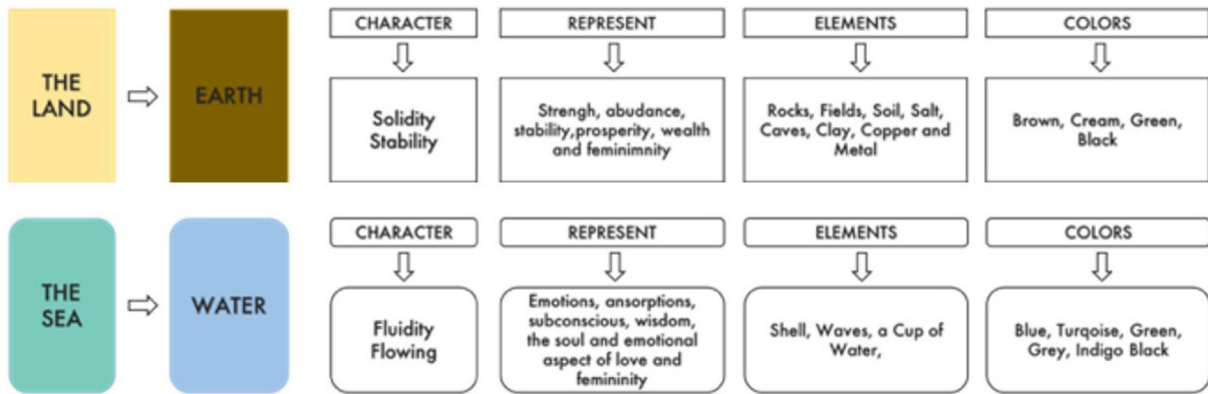 THE
LAND
EARTH
CHARACTER
Solidity
Stability
REPRESENT
Strengh, abudance,
stability,prosperity, wealth
and feminimnity
ELEMENTS
Rocks, Fields, Soil, Salt,
Caves, Clay, Copper and
Metal
COLORS
Brown, Cream, Green,
Black
THE
SEA
WATER
CHARACTER
Fluidity
Flowing
REPRESENT
Emotions, ansorptions,
subconscious, wisdom,
the soul and emotional
aspect of love and
femininity
ELEMENTS
Shell, Waves, a Cup of
Water,
COLORS
Blue, Turqoise, Green,
Grey, Indigo Black